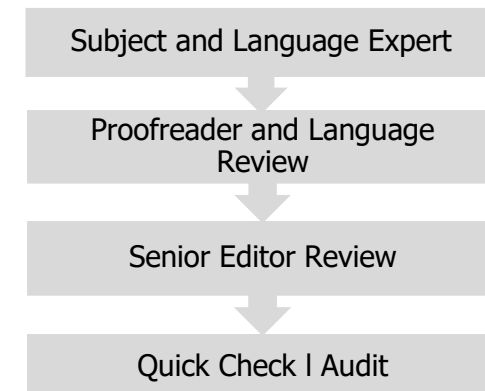 Subject and Language Expert
Proofreader and Language
Review
Senior Editor Review
Quick Check l Audit